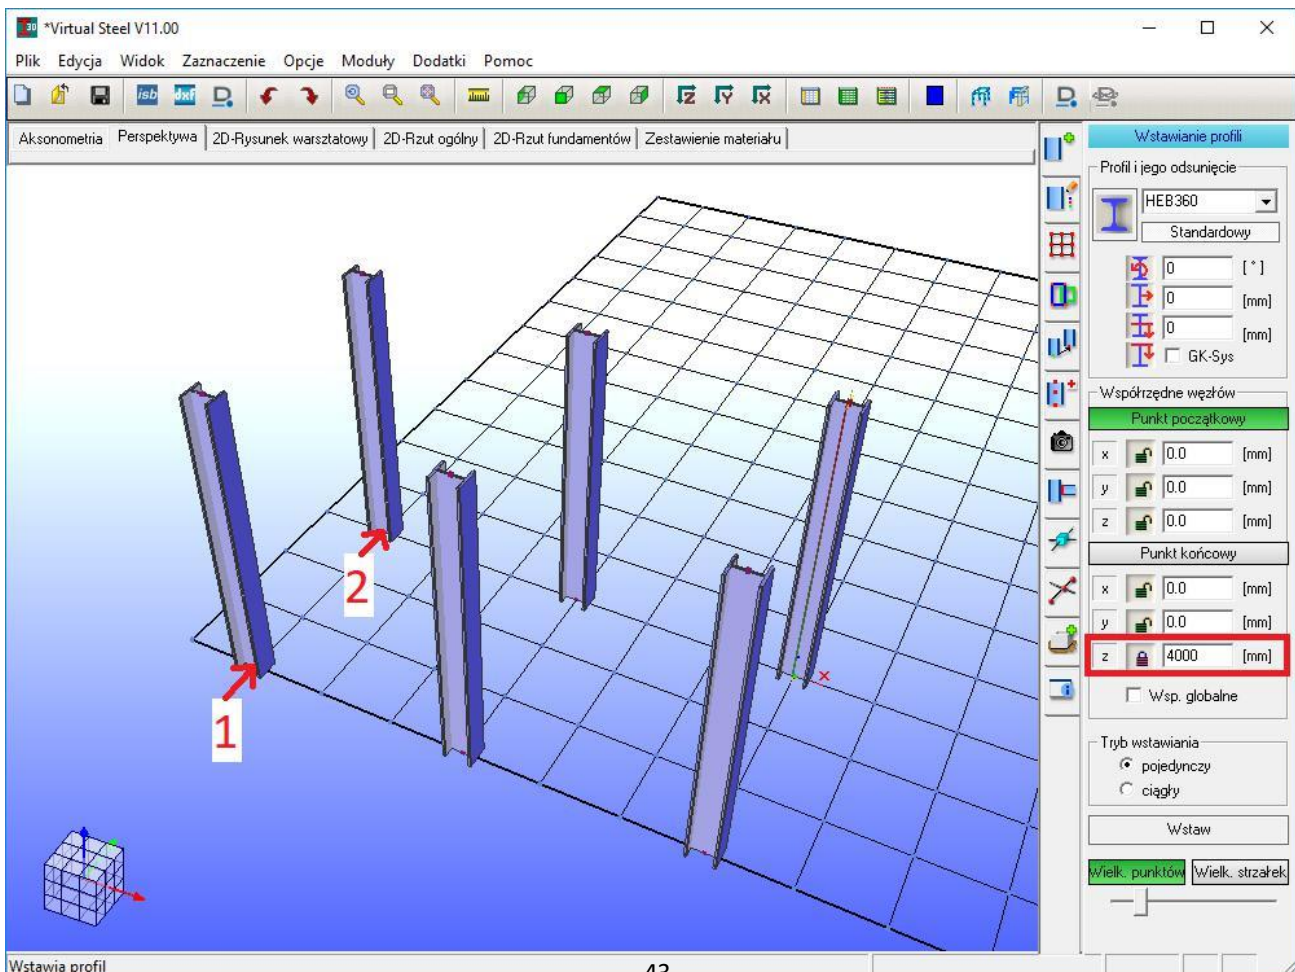 *Virtual Steel V11.00
Plik Edycja Widok Zaznaczenie Opcje Moduły Dodatki Pomoc
isb dxf D Z Y X D
Aksonometria Perspektywa 2D-Rysunek warsztatowy 2D-Rzut ogólny 2D-Rzut fundamentów Zestawienie materiału
Wstawianie profili
Profil i jego odsunięcie
HEB360
Standardowy
0 [°]
0 [mm]
0 [mm]
GK-Sys
Współrzędne węzłów
Punkt początkowy
x 0.0 [mm]
y 0.0 [mm]
z 0.0 [mm]
Punkt końcowy
x 0.0 [mm]
y 0.0 [mm]
z 4000 [mm]
Wsp. globalne
Tryb wstawiania
pojedynczy
ciągły
Wstaw
Wielk. punktów Wielk. strzałek
2
1
Wstawia profil
43